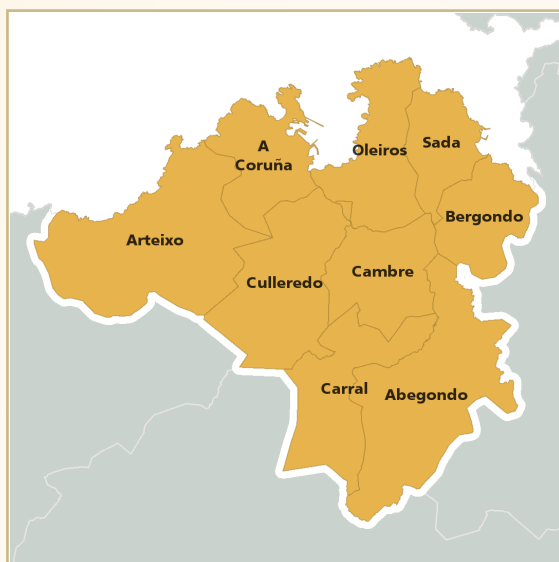 A
Coruña
Oleiros
Sada
Bergondo
Arteixo
Culleredo
Cambre
Carral
Abegondo